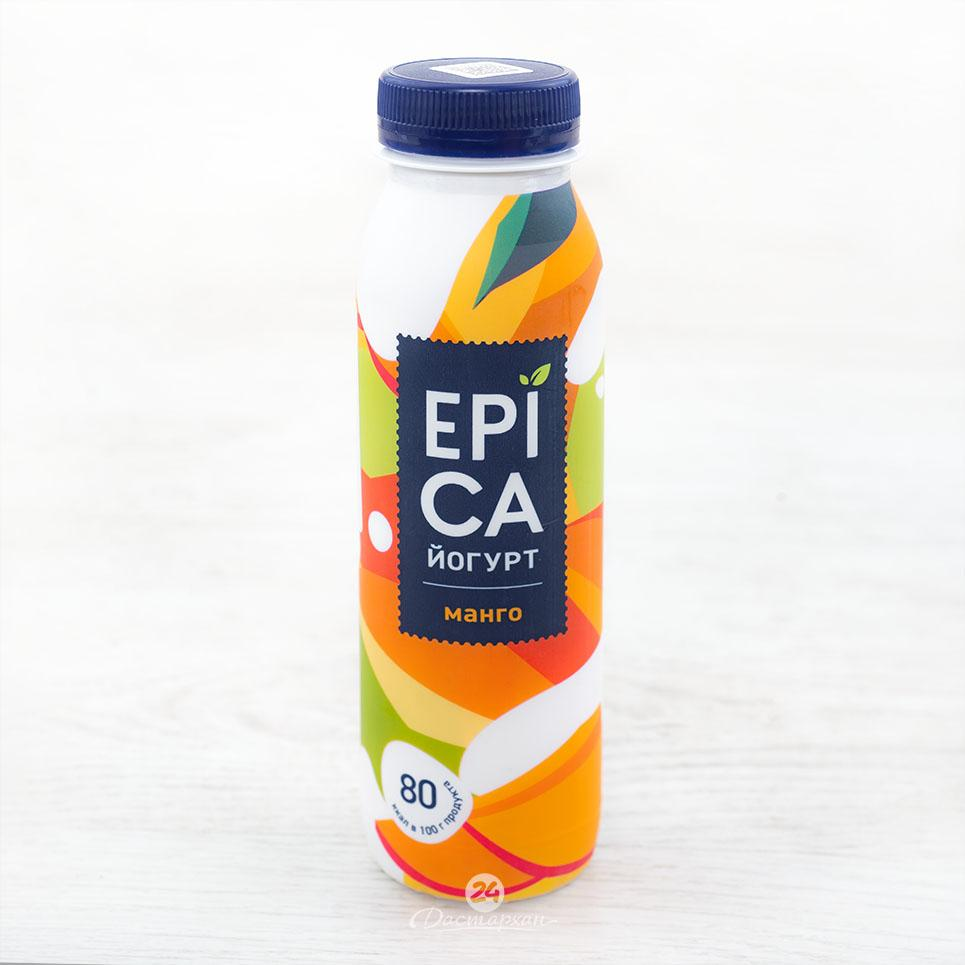 EPI
CA
йогурт
манго
80
ккал в 100 г продукта
24
Дастархан